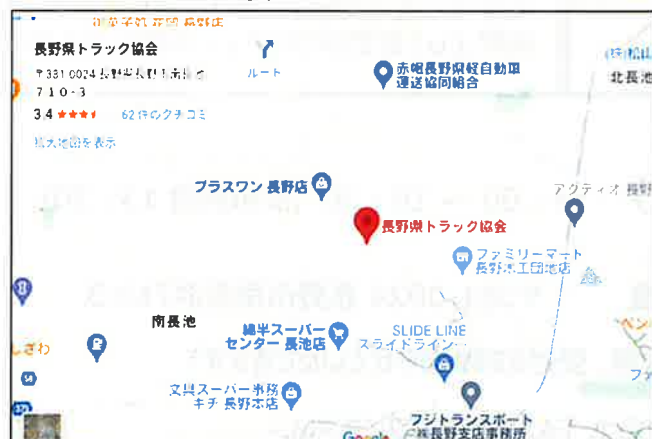 長野県トラック協会
ルート
710-3
3.4
62件のクチコミ
拡大地図を表示
赤帽長野県軽自動車
運送協同組合
北長池
プラスワン 長野店
アクティオ 長野
長野県トラック協会
ファミリーマート
長野木工団地店
南長池
綿半スーパー
センター 長池店
SLIDE LINE
スライドライン…
文具スーパー事務
キチ 長野本店
フジトランスポート
㈱長野支店事務所